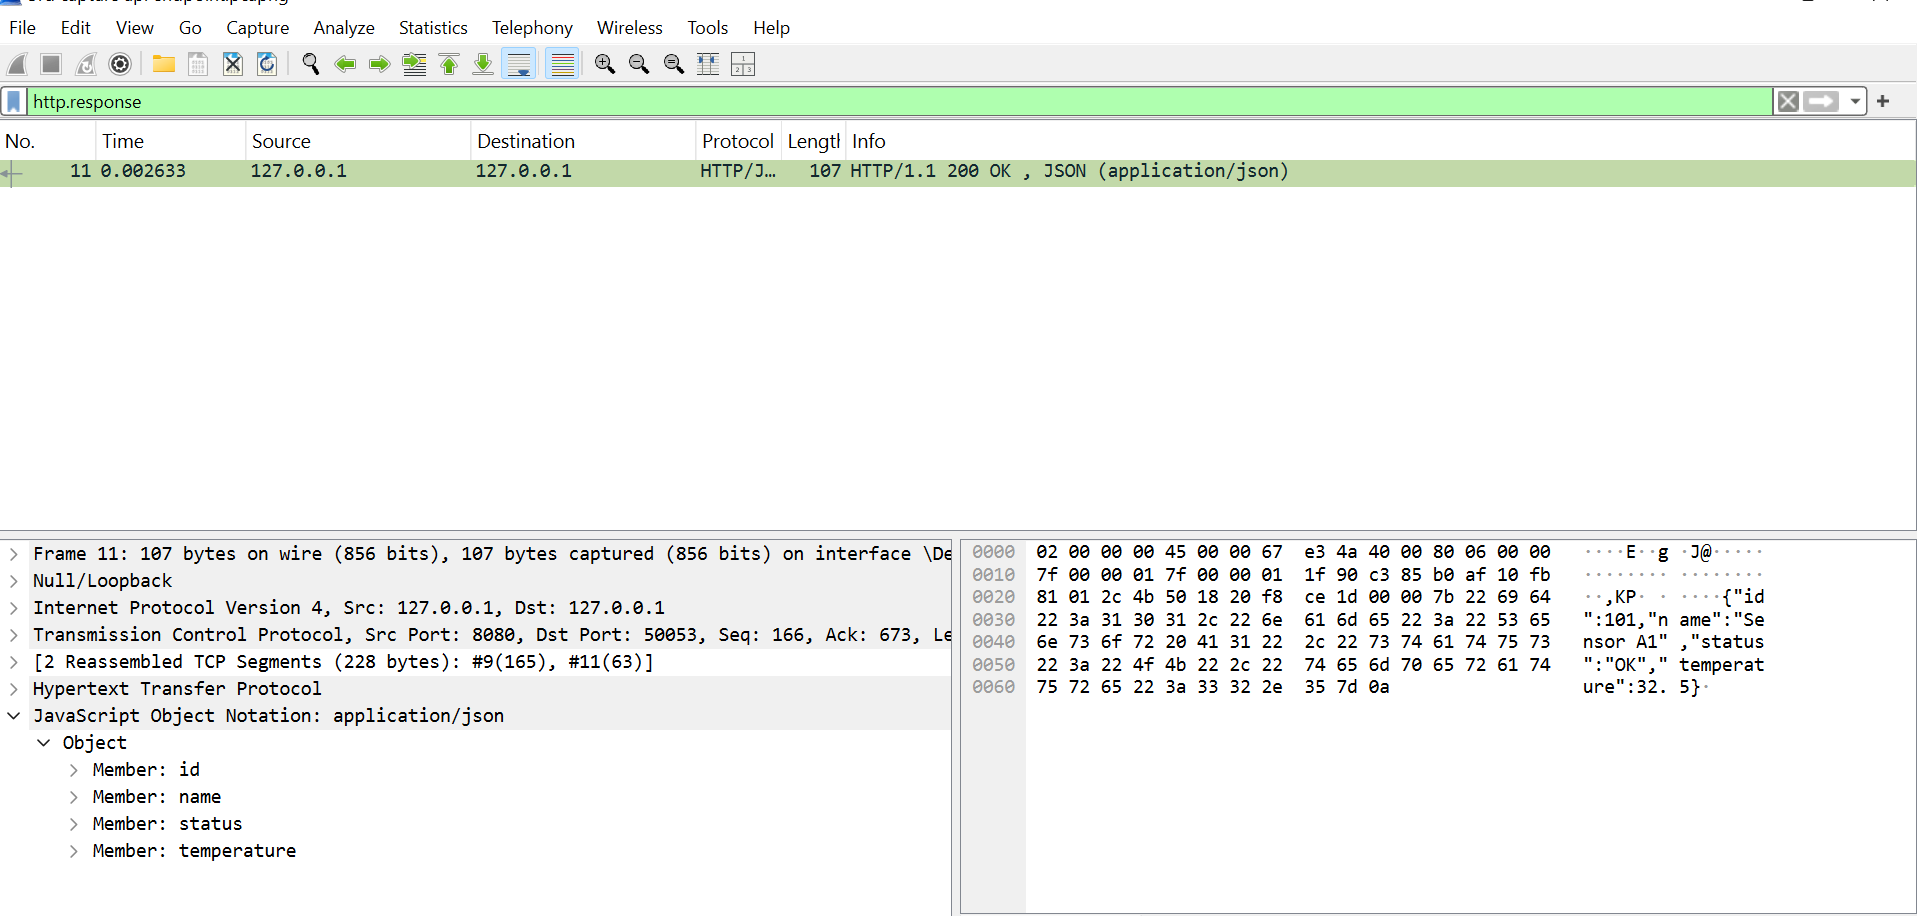 File Edit View Go Capture Analyze Statistics Telephony Wireless Tools Help
http.response
No. Time Source Destination Protocol Lengtl Info
11 0.002633 127.0.0.1 127.0.0.1 HTTP/J… 107 HTTP/1.1 200 OK , JSON (application/json)
Frame 11: 107 bytes on wire (856 bits), 107 bytes captured (856 bits) on interface \De
Null/Loopback
Internet Protocol Version 4, Src: 127.0.0.1, Dst: 127.0.0.1
Transmission Control Protocol, Src Port: 8080, Dst Port: 50053, Seq: 166, Ack: 673, Le
[2 Reassembled TCP Segments (228 bytes): #9(165), #11(63)]
Hypertext Transfer Protocol
JavaScript Object Notation: application/json
Object
Member: id
Member: name
Member: status
Member: temperature
0000 02 00 00 00 45 00 00 67 e3 4a 40 00 80 06 00 00 ····E··g ·J@·····
0010 7f 00 00 01 7f 00 00 01 1f 90 c3 85 b0 af 10 fb ········ ········
0020 81 01 2c 4b 50 18 20 f8 ce 1d 00 00 7b 22 69 64 ··,KP· · ····{"id
0030 22 3a 31 30 31 2c 22 6e 61 6d 65 22 3a 22 53 65 ":101,"n ame":"Se
0040 6e 73 6f 72 20 41 31 22 2c 22 73 74 61 74 75 73 nsor A1" ,"status
0050 22 3a 22 4f 4b 22 2c 22 74 65 6d 70 65 72 61 74 ":"OK"," temperat
0060 75 72 65 22 3a 33 32 2e 35 7d 0a ure":32. 5}·